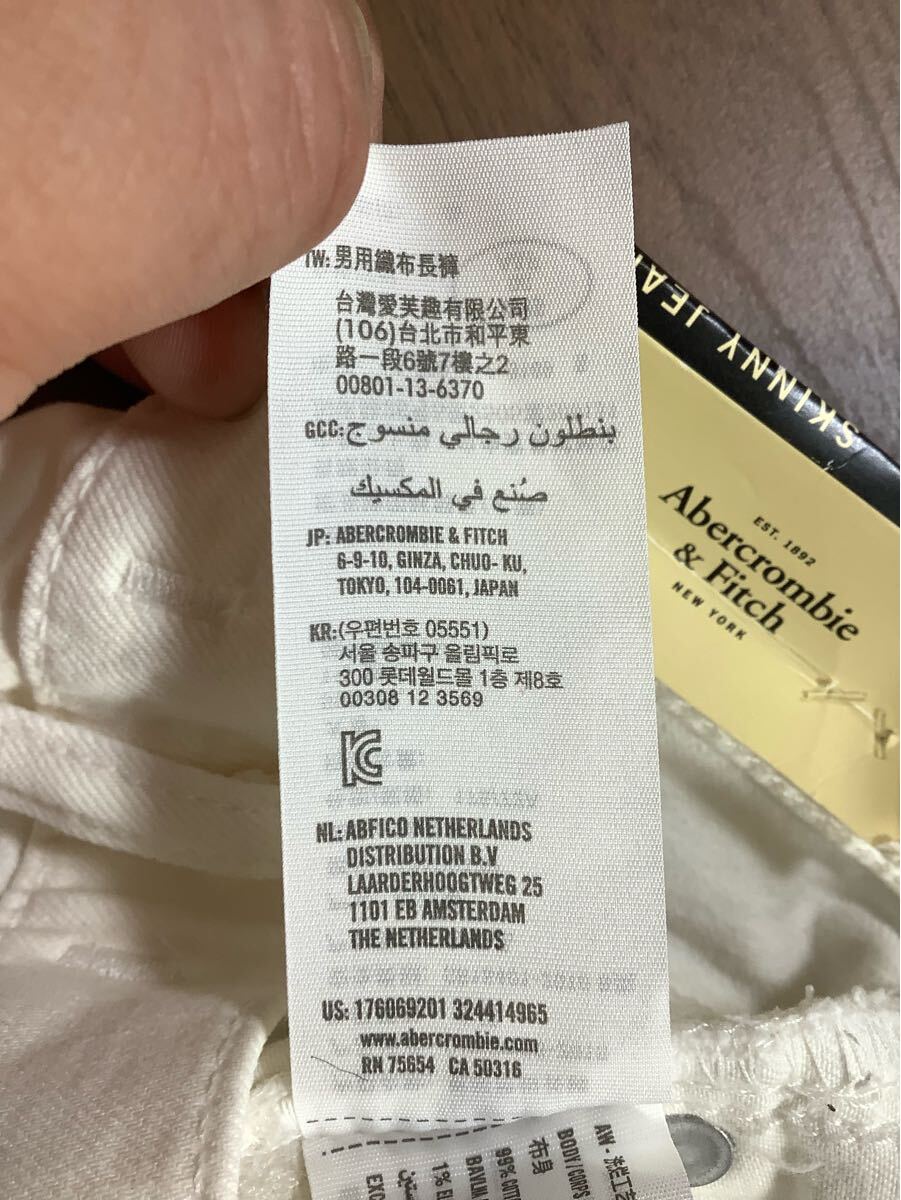 TW: 男用織布長褲
台灣愛芙趣有限公司
(106)台北市和平東
路一段6號7樓之2
00801-13-6370
GCC: بنطلون رجالي منسوج
صُنع في المكسيك
JP: ABERCROMBIE & FITCH
6-9-10, GINZA, CHUO- KU,
TOKYO, 104-0061, JAPAN
KR:(우편번호 05551)
서울 송파구 올림픽로
300 롯데월드몰 1층 제8호
00308 12 3569
KC
NL: ABFICO NETHERLANDS
DISTRIBUTION B.V
LAARDERHOOGTWEG 25
1101 EB AMSTERDAM
THE NETHERLANDS
US: 176069201 324414965
www.abercrombie.com
RN 75654 CA 50316
SKINNY
EST. 1892
Abercrombie
& Fitch
NEW YORK
布身
99%
1%